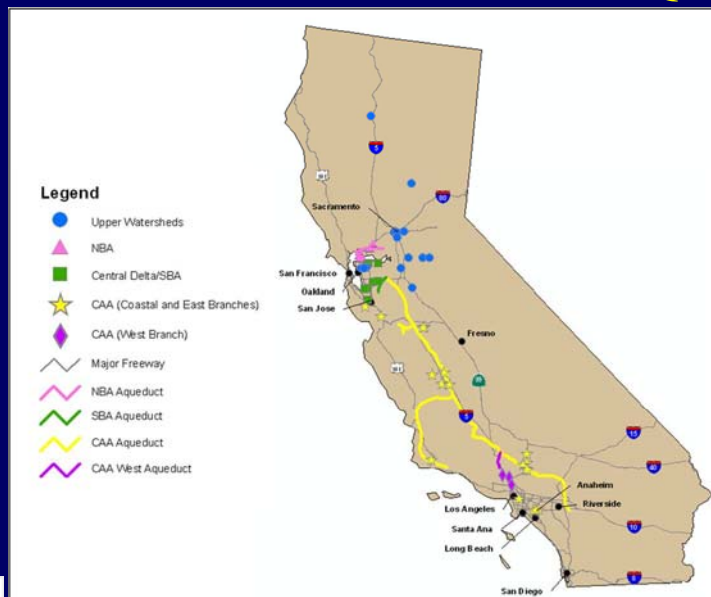 Legend
Upper Watersheds
NBA
Central Delta/SBA
CAA (Coastal and East Branches)
CAA (West Branch)
Major Freeway
NBA Aqueduct
SBA Aqueduct
CAA Aqueduct
CAA West Aqueduct
5
101
80
Sacramento
San Francisco
Oakland
San Jose
Fresno
101
5
15
40
Anaheim
Los Angeles
Riverside
Santa Ana
10
Long Beach
San Diego
8